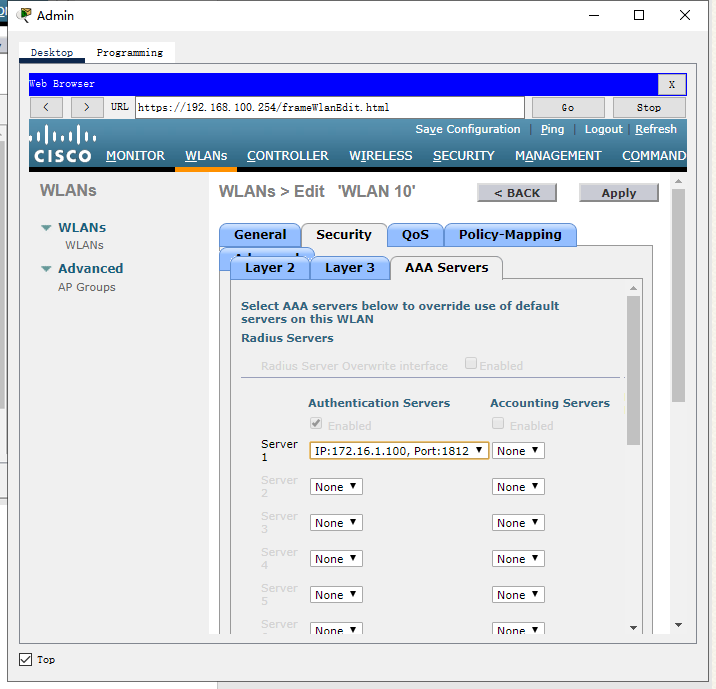 Admin
Desktop Programming
Web Browser X
< > URL https://192.168.100.254/frameWlanEdit.html Go Stop
Save Configuration | Ping | Logout | Refresh
CISCO MONITOR WLANs CONTROLLER WIRELESS SECURITY MANAGEMENT COMMAND
WLANs
WLANs > Edit 'WLAN 10' < BACK Apply
WLANs
WLANs
Advanced
AP Groups
General Security QoS Policy-Mapping
Layer 2 Layer 3 AAA Servers
Select AAA servers below to override use of default
servers on this WLAN
Radius Servers
Radius Server Overwrite interface Enabled
Authentication Servers Accounting Servers
Enabled Enabled
Server
1 IP:172.16.1.100, Port:1812 None
Server
2 None None
Server
3 None None
Server
4 None None
Server
5 None None
Server
None None
Top